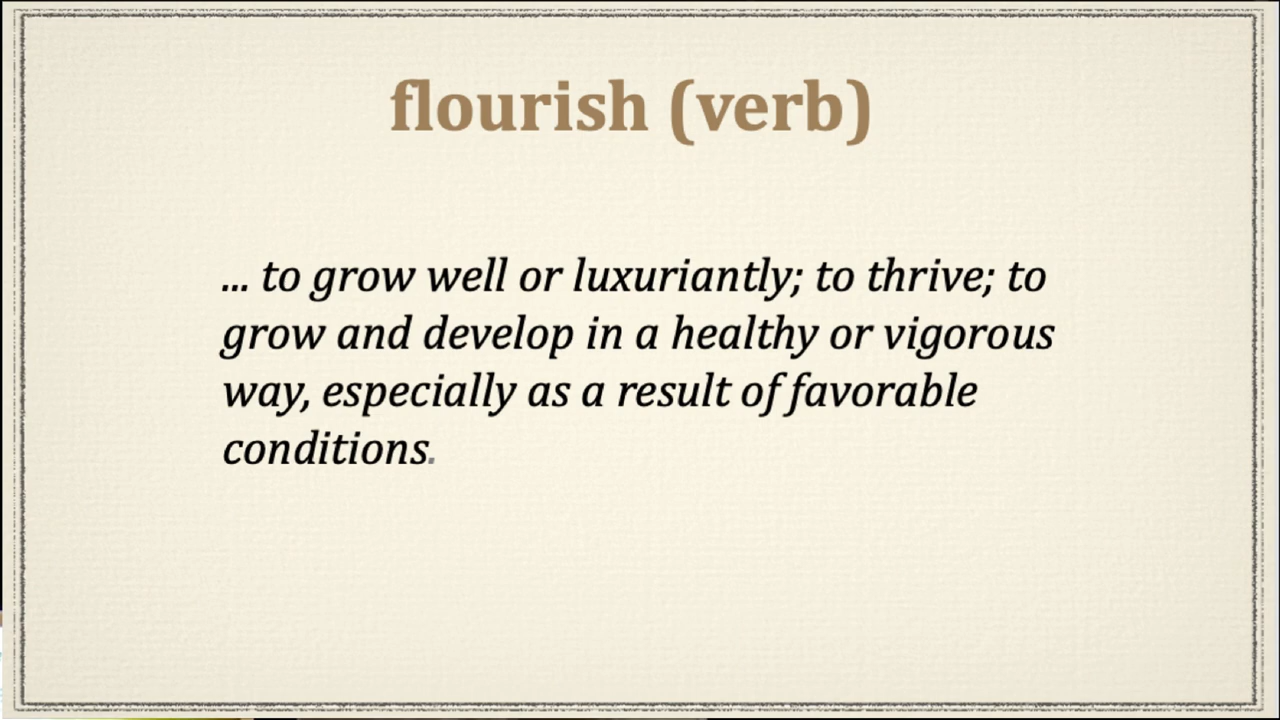 flourish (verb)
... to grow well or luxuriantly; to thrive; to
grow and develop in a healthy or vigorous
way, especially as a result of favorable
conditions.